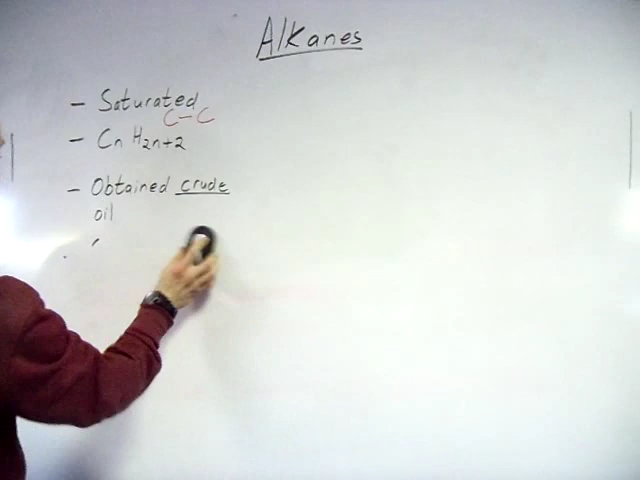 Alkanes
- Saturated
C-C
- Cn H2n+2
- Obtained crude
oil